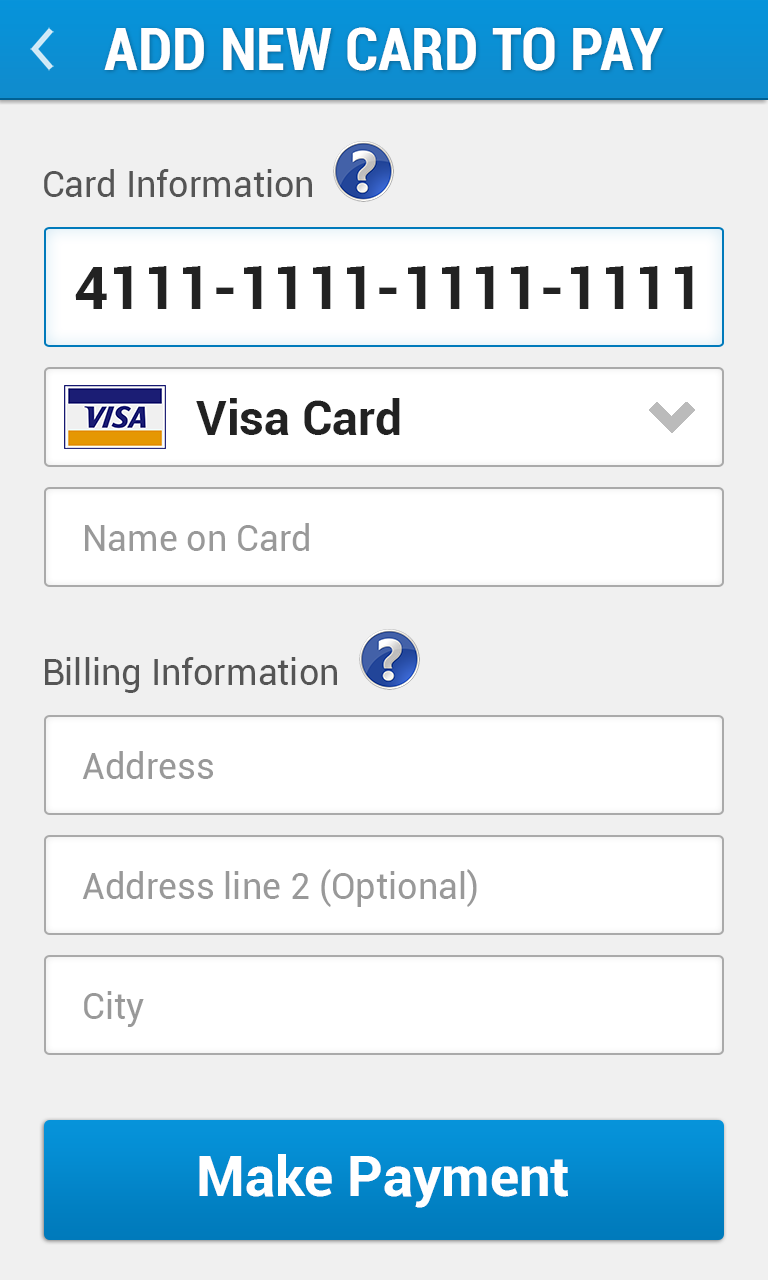 ADD NEW CARD TO PAY
Card Information ?
4111-1111-1111-1111
VISA Visa Card
Name on Card
Billing Information ?
Address
Address line 2 (Optional)
City
Make Payment